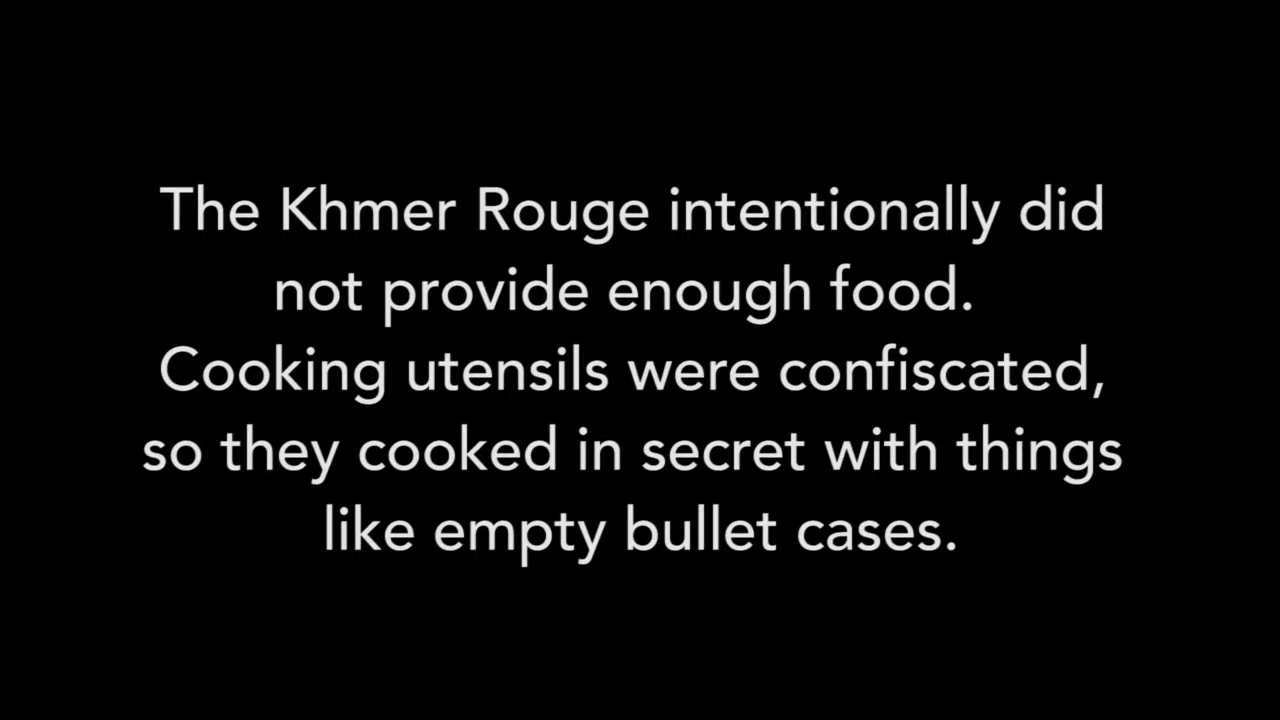 The Khmer Rouge intentionally did
not provide enough food.
Cooking utensils were confiscated,
so they cooked in secret with things
like empty bullet cases.